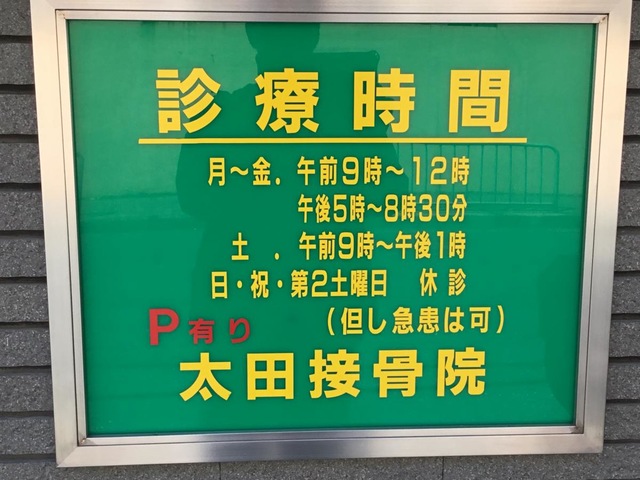 診療時間
月～金．午前9時～12時
午後5時～8時30分
土　．午前9時～午後1時
日・祝・第2土曜日　休診
P有り　（但し急患は可）
太田接骨院